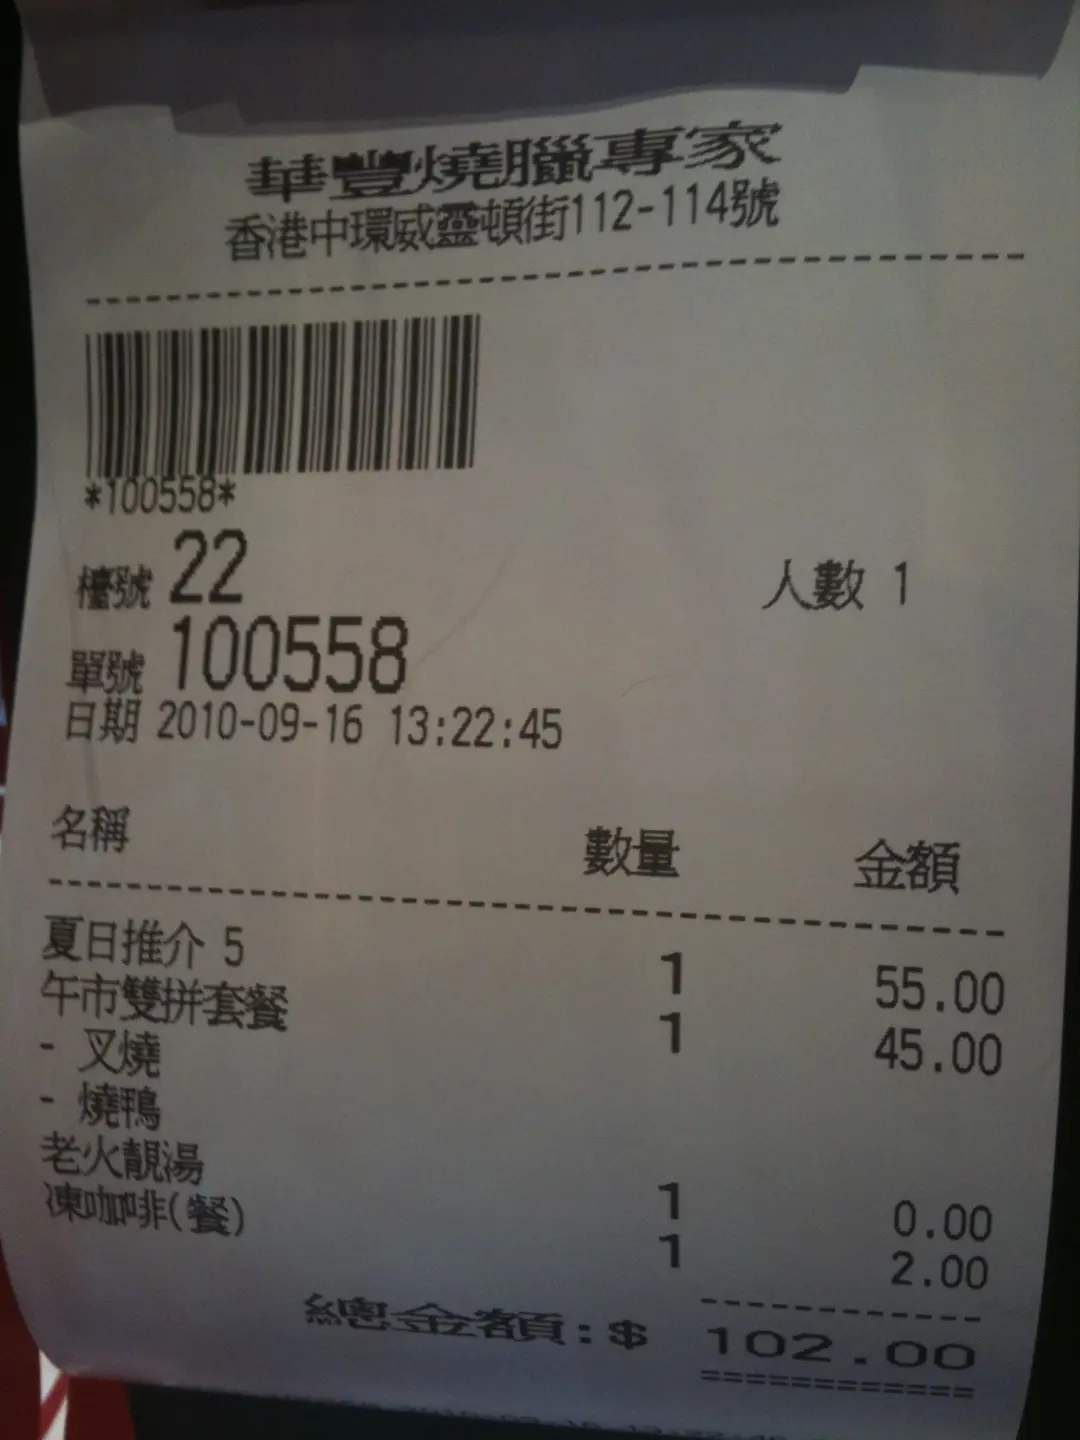 華豐燒臘專家
香港中環威靈頓街112-114號
*100558*
檯號 22 人數 1
單號 100558
日期 2010-09-16 13:22:45
名稱 數量 金額
夏日推介 5 1 55.00
午市雙拼套餐 1 45.00
- 叉燒
- 燒鴨
老火靚湯 1 0.00
凍咖啡(餐) 1 2.00
總金額:$ 102.00